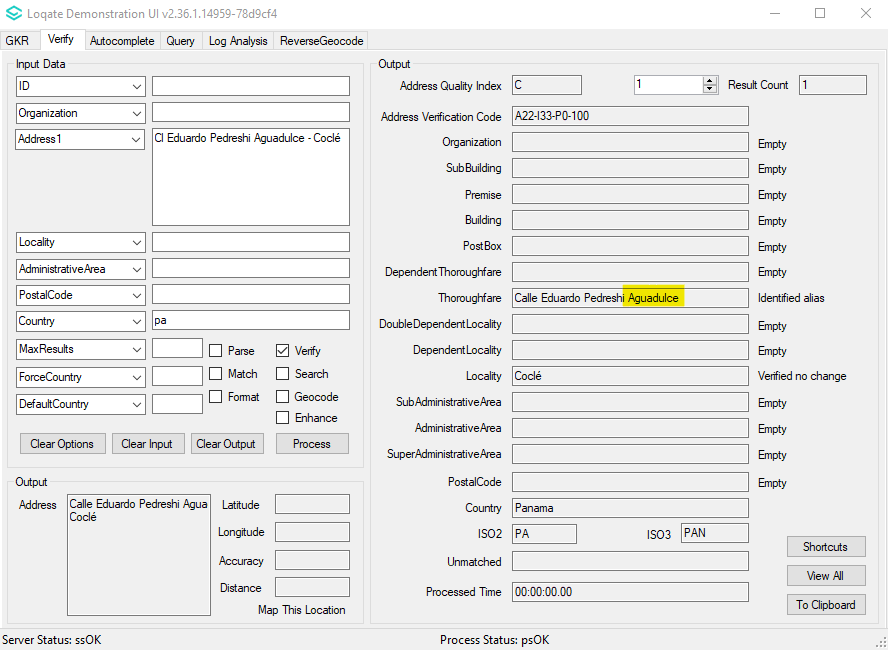 Loqate Demonstration UI v2.36.1.14959-78d9cf4
GKR Verify Autocomplete Query Log Analysis ReverseGeocode
Input Data
ID
Organization
Address1 Cl Eduardo Pedreshi Aguadulce - Coclé
Locality
AdministrativeArea
PostalCode
Country pa
MaxResults Parse Verify
ForceCountry Match Search
DefaultCountry Format Geocode
Enhance
Clear Options Clear Input Clear Output Process
Output
Address Calle Eduardo Pedreshi Agua
Coclé
Latitude
Longitude
Accuracy
Distance
Map This Location
Output
Address Quality Index C 1 Result Count 1
Address Verification Code A22-I33-P0-100
Organization Empty
SubBuilding Empty
Premise Empty
Building Empty
PostBox Empty
DependentThoroughfare Empty
Thoroughfare Calle Eduardo Pedreshi Aguadulce Identified alias
DoubleDependentLocality Empty
DependentLocality Empty
Locality Coclé Verified no change
SubAdministrativeArea Empty
AdministrativeArea Empty
SuperAdministrativeArea Empty
PostalCode Empty
Country Panama
ISO2 PA ISO3 PAN
Unmatched
Processed Time 00:00:00.00
Shortcuts
View All
To Clipboard
Server Status: ssOK Process Status: psOK